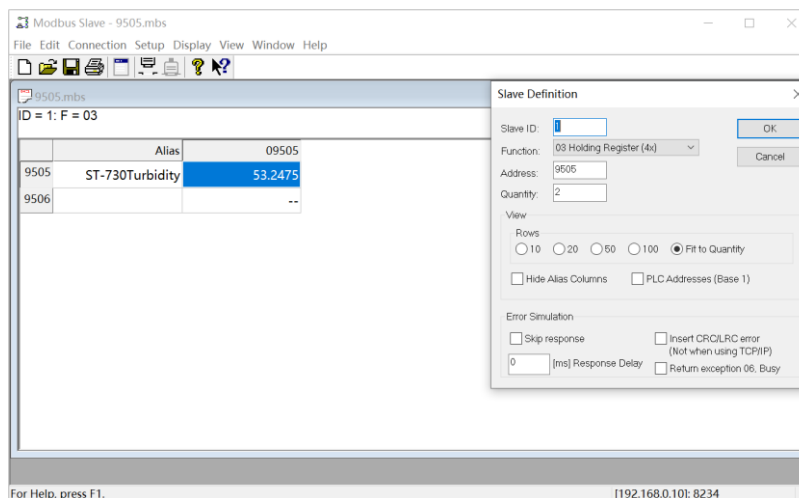 Modbus Slave - 9505.mbs
File Edit Connection Setup Display View Window Help
9505.mbs
ID = 1: F = 03
Alias 09505
9505 ST-730Turbidity 53.2475
9506 --
Slave Definition
Slave ID: 1 OK
Function: 03 Holding Register (4x) Cancel
Address: 9505
Quantity: 2
View
Rows
10 20 50 100 Fit to Quantity
Hide Alias Columns PLC Addresses (Base 1)
Error Simulation
Skip response Insert CRC/LRC error
(Not when using TCP/IP)
0 [ms] Response Delay Return exception 06, Busy
For Help, press F1. [192.168.0.10]: 8234